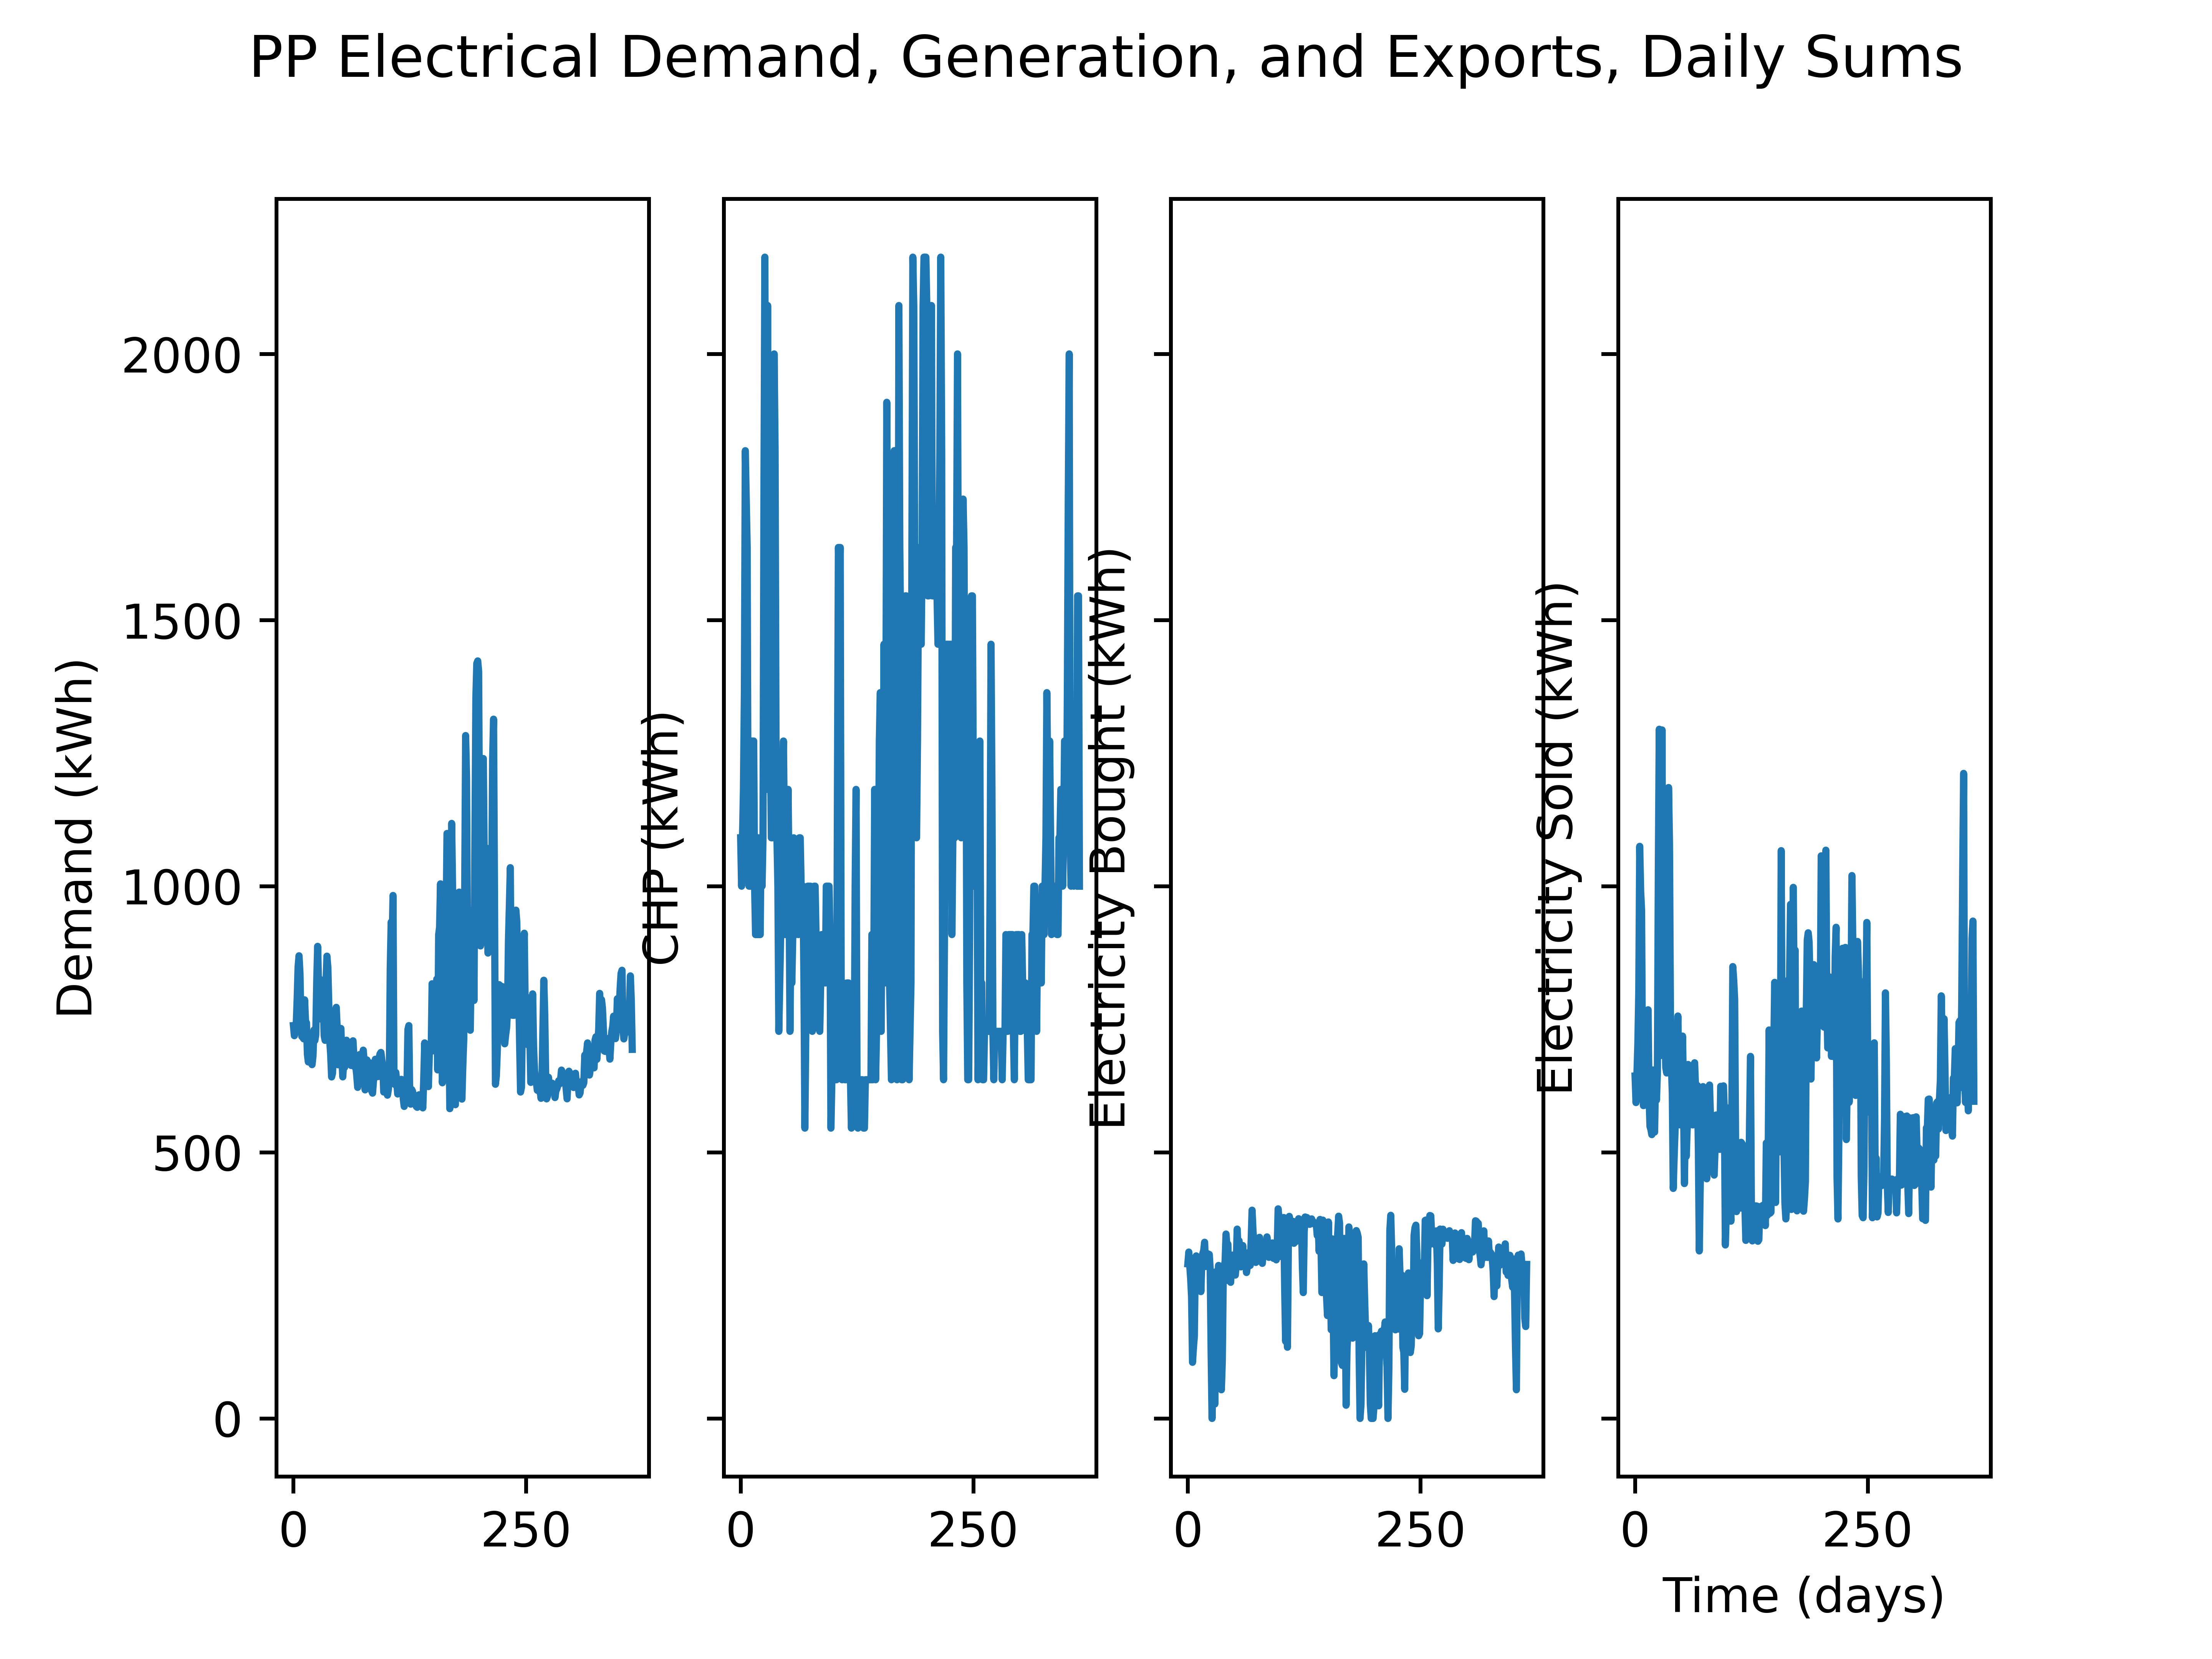 PP Electrical Demand, Generation, and Exports, Daily Sums
Demand (kWh)
2000
1500
1000
500
0
CHP (kWh)
Electricity Bought (kWh)
Electricity Sold (kWh)
0 250 0 250 0 250 0 250
Time (days)